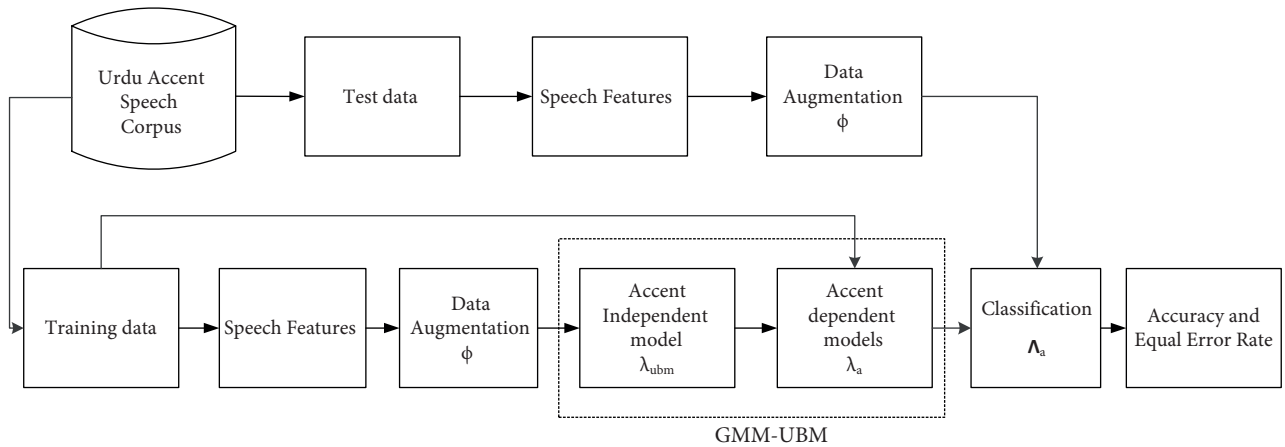 Urdu Accent
Speech
Corpus
Test data
Speech Features
Data
Augmentation
ϕ
Training data
Speech Features
Data
Augmentation
ϕ
Accent
Independent
model
λubm
Accent
dependent
models
λa
Classification
Λa
Accuracy and
Equal Error Rate
GMM-UBM